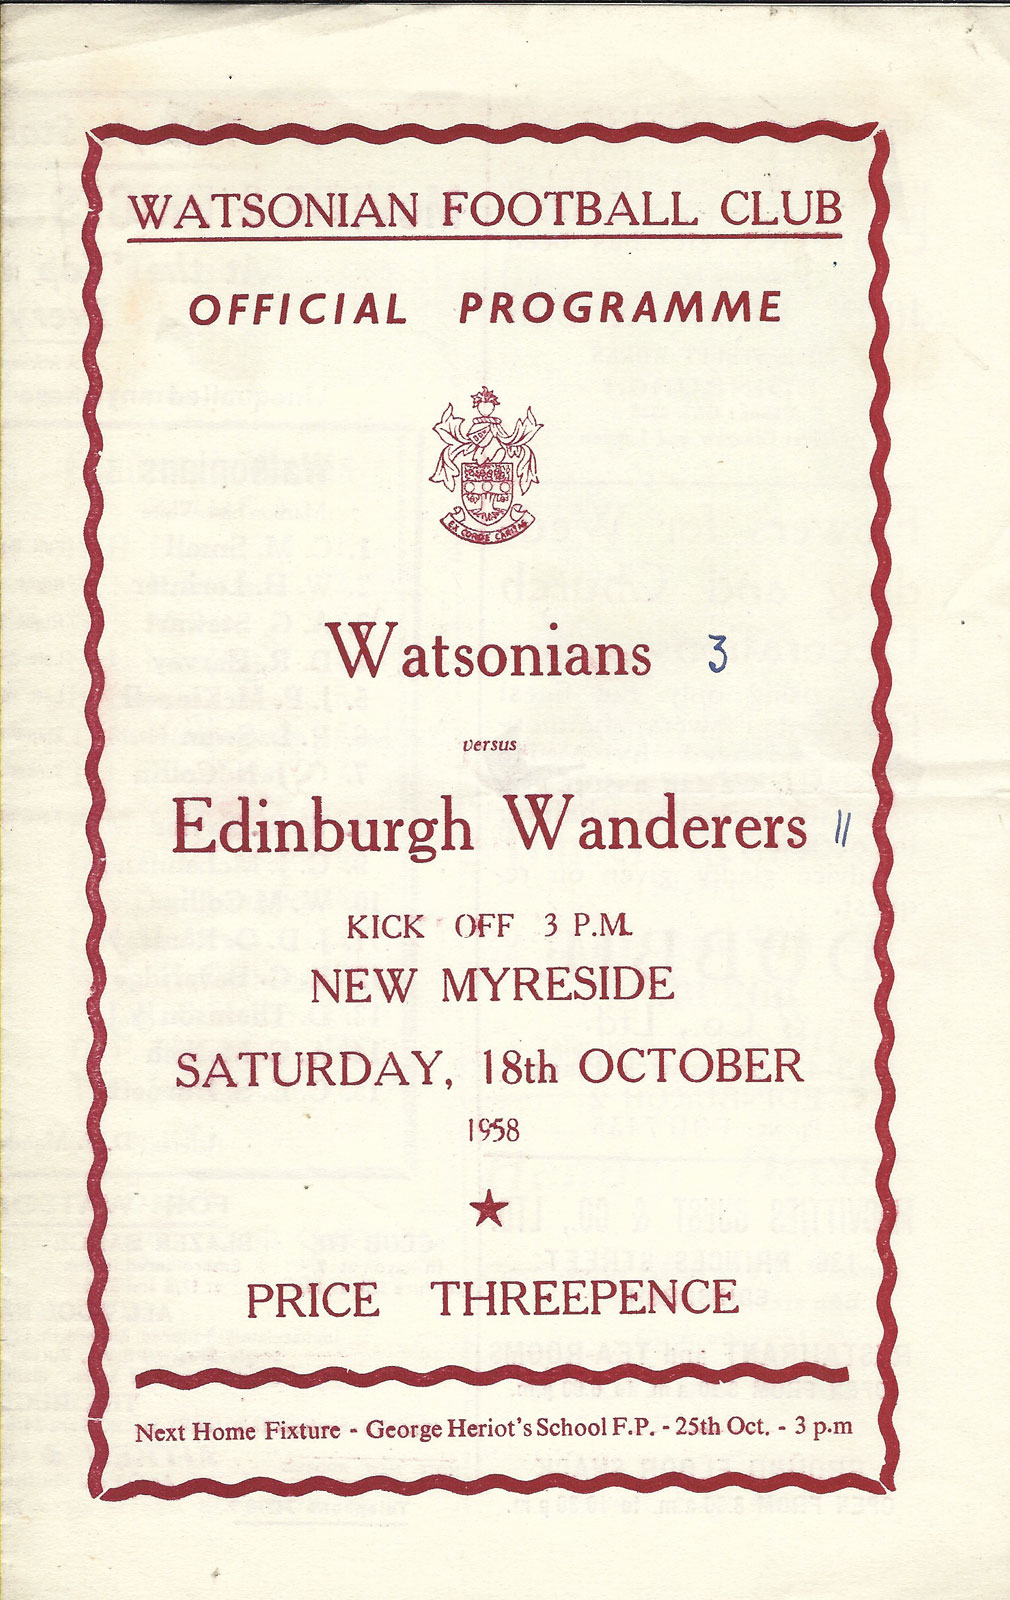 WATSONIAN FOOTBALL CLUB
OFFICIAL PROGRAMME
EX CORDE CARITAS
Watsonians 3
versus
Edinburgh Wanderers 11
KICK OFF 3 P.M.
NEW MYRESIDE
SATURDAY, 18th OCTOBER
1958
PRICE THREEPENCE
Next Home Fixture - George Heriot's School F.P. - 25th Oct. - 3 p.m